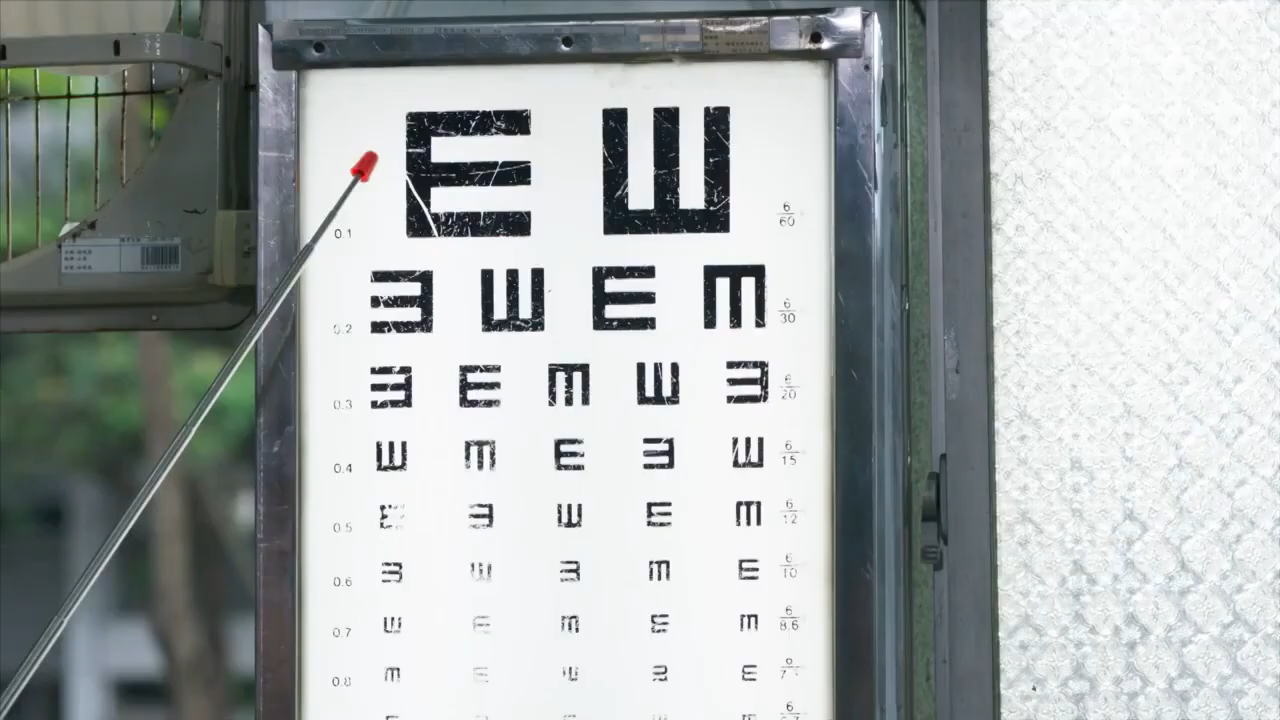 E Ш
0.1 6/60
Ǝ Ш E M
0.2 6/30
Ǝ E M Ш Ǝ
0.3 6/20
Ш M E Ǝ Ш
0.4 6/15
Ǝ Ш E M
0.5 6/12
Ǝ Ш Ǝ M E
0.6 6/10
Ш E M E M
0.7 6/8.6
M E Ш Ǝ E
0.8